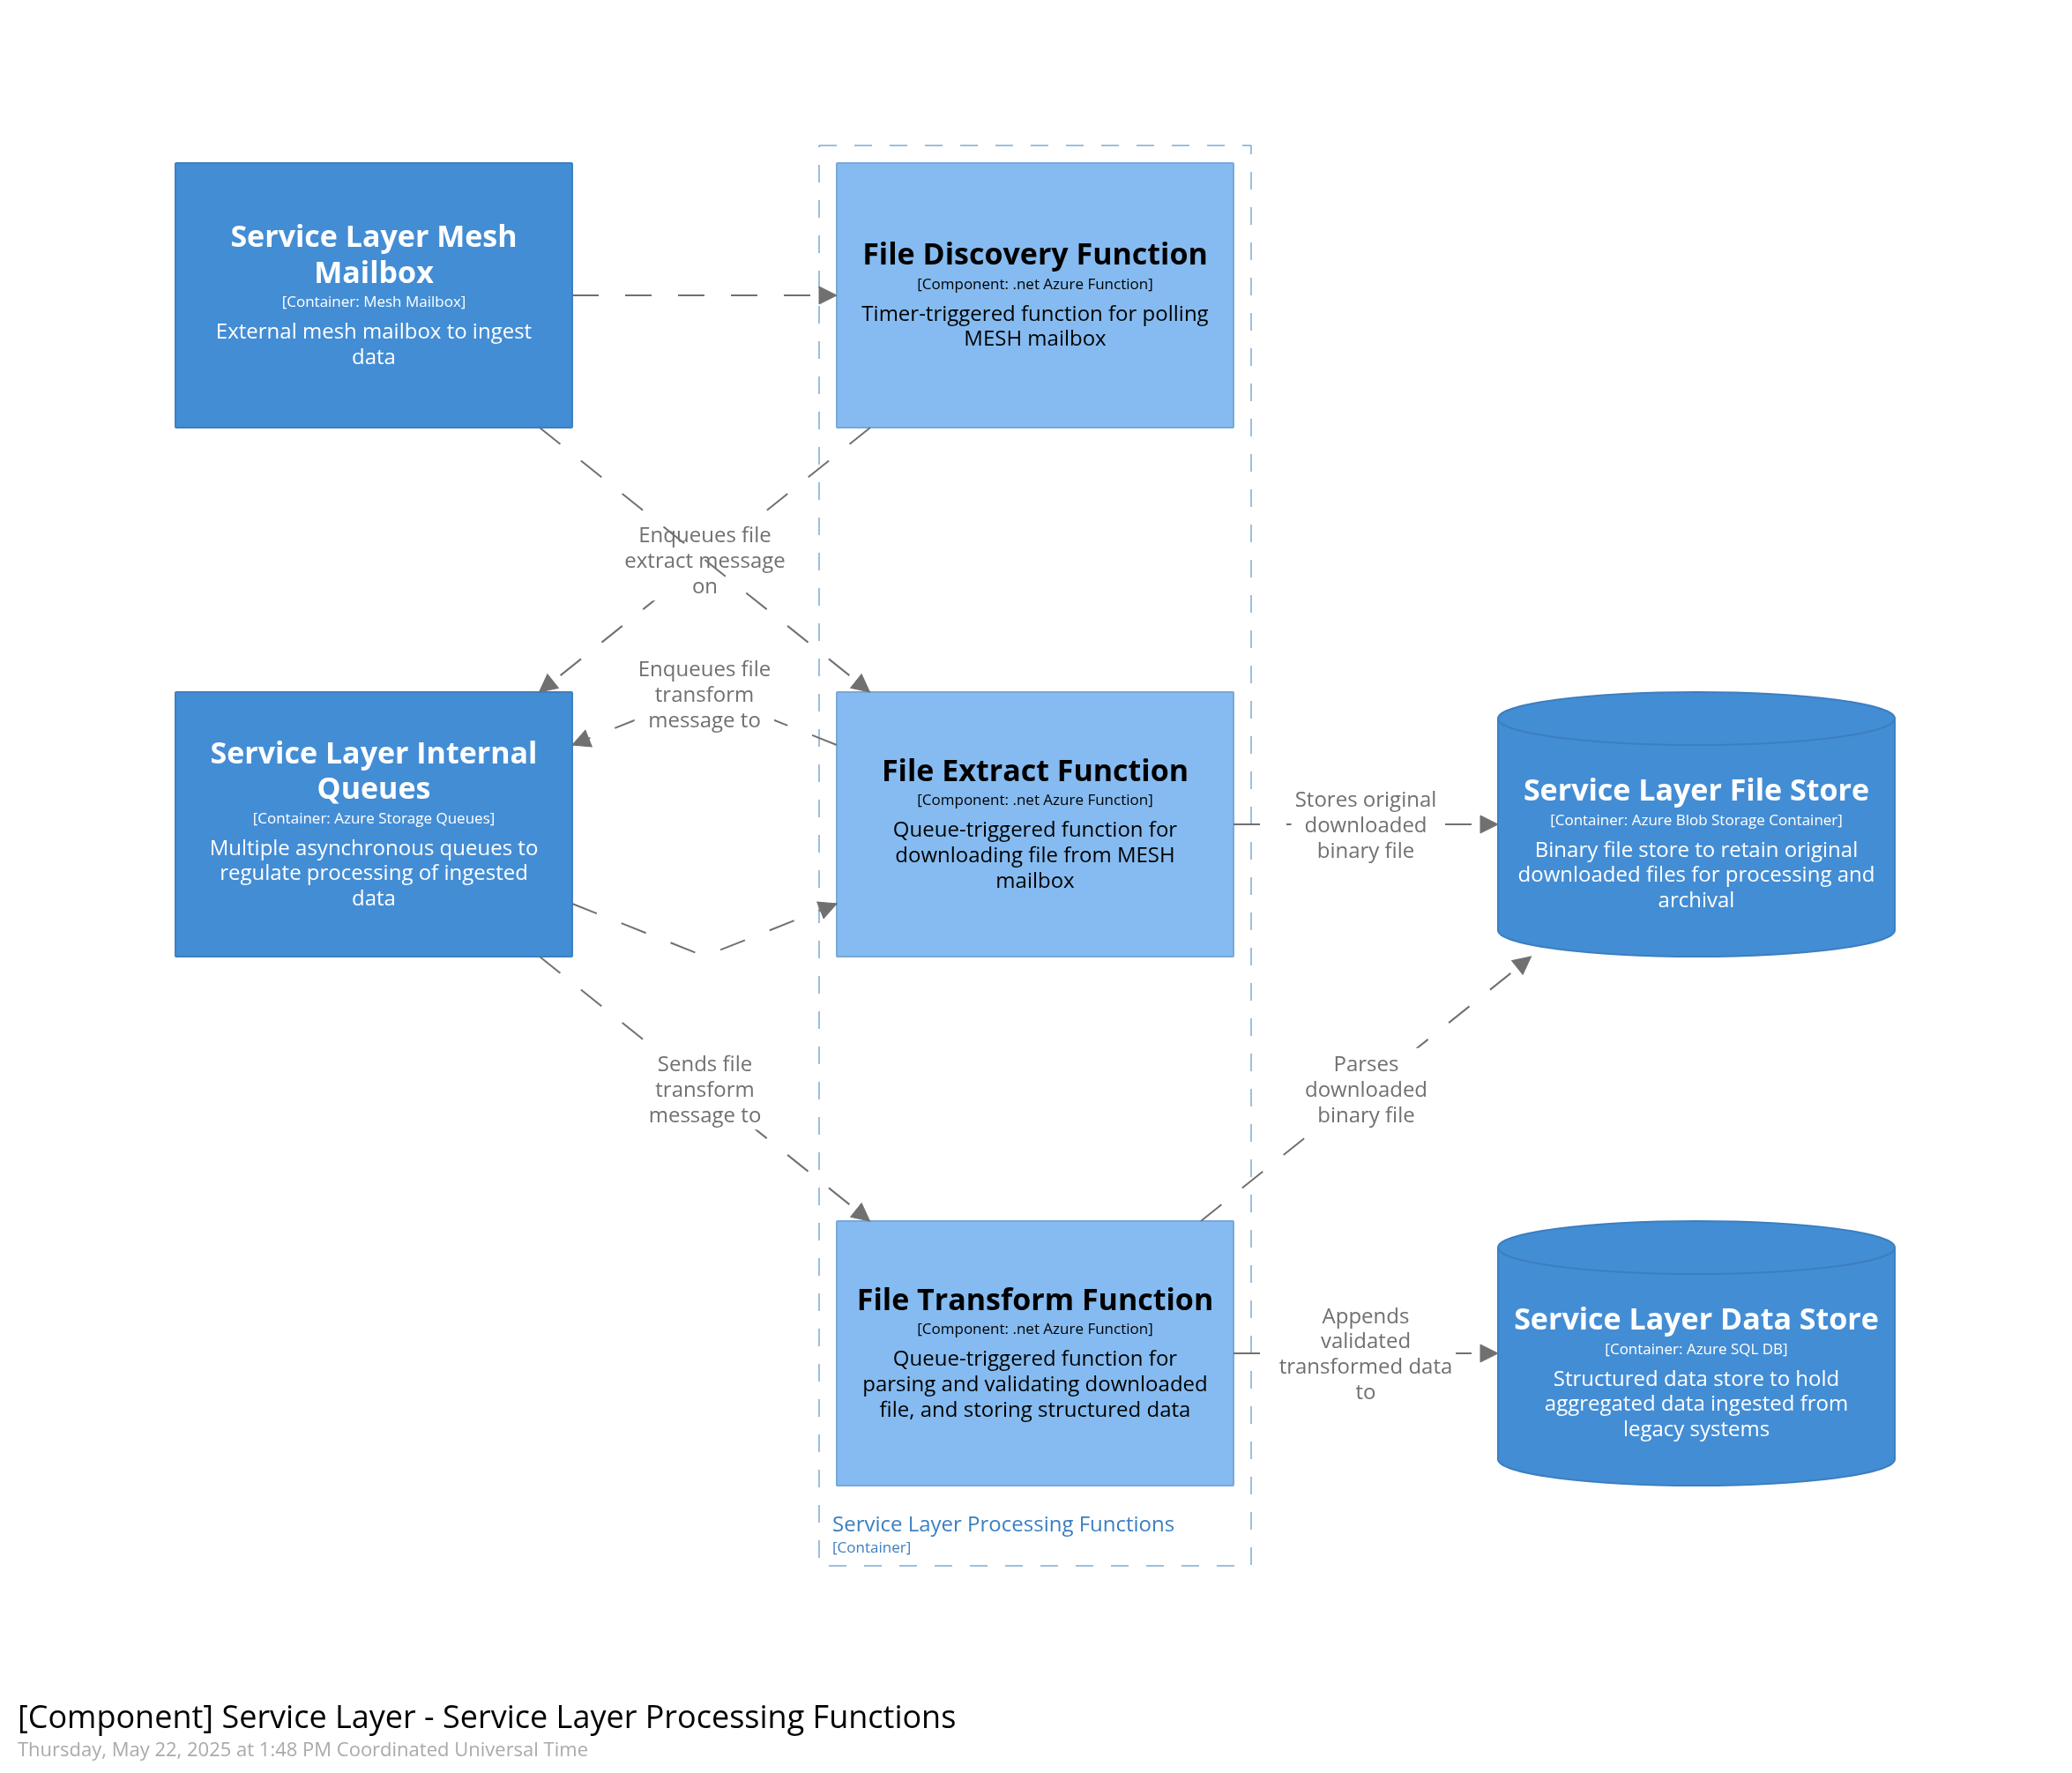 Service Layer Mesh
Mailbox
[Container: Mesh Mailbox]
External mesh mailbox to ingest
data
File Discovery Function
[Component: .net Azure Function]
Timer-triggered function for polling
MESH mailbox
Enqueues file
extract message
on
Enqueues file
transform
message to
Service Layer Internal
Queues
[Container: Azure Storage Queues]
Multiple asynchronous queues to
regulate processing of ingested
data
File Extract Function
[Component: .net Azure Function]
Queue-triggered function for
downloading file from MESH
mailbox
Stores original
downloaded
binary file
Service Layer File Store
[Container: Azure Blob Storage Container]
Binary file store to retain original
downloaded files for processing and
archival
Sends file
transform
message to
Parses
downloaded
binary file
File Transform Function
[Component: .net Azure Function]
Queue-triggered function for
parsing and validating downloaded
file, and storing structured data
Appends
validated
transformed data
to
Service Layer Data Store
[Container: Azure SQL DB]
Structured data store to hold
aggregated data ingested from
legacy systems
Service Layer Processing Functions
[Container]
[Component] Service Layer - Service Layer Processing Functions
Thursday, May 22, 2025 at 1:48 PM Coordinated Universal Time